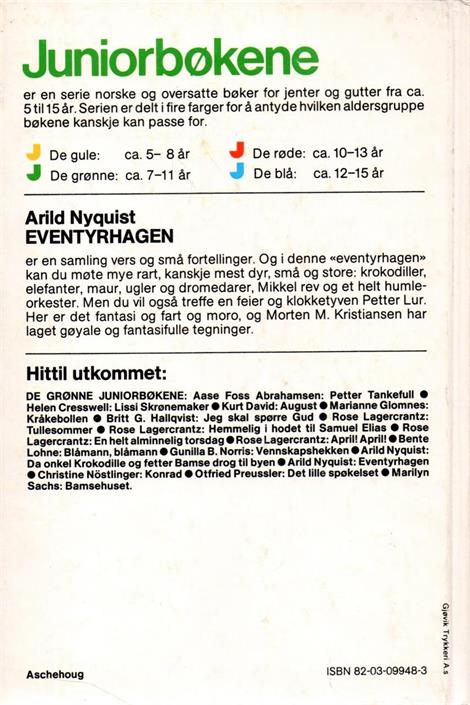 Juniorbøkene
er en serie norske og oversatte bøker for jenter og gutter fra ca.
5 til 15 år. Serien er delt i fire farger for å antyde hvilken aldersgruppe
bøkene kanskje kan passe for.
De gule: ca. 5– 8 år
De røde: ca. 10–13 år
De grønne: ca. 7–11 år
De blå: ca. 12–15 år
Arild Nyquist
EVENTYRHAGEN
er en samling vers og små fortellinger. Og i denne «eventyrhagen»
kan du møte mye rart, kanskje mest dyr, små og store: krokodiller,
elefanter, maur, ugler og dromedarer, Mikkel rev og et helt humle-
orkester. Men du vil også treffe en feier og klokketyven Petter Lur.
Her er det fantasi og fart og moro, og Morten M. Kristiansen har
laget gøyale og fantasifulle tegninger.
Hittil utkommet:
DE GRØNNE JUNIORBØKENE: Aase Foss Abrahamsen: Petter Tankefull ●
Helen Cresswell: Lissi Skrønemaker ● Kurt David: August ● Marianne Glomnes:
Kråkebollen ● Britt G. Hallqvist: Jeg skal spørre Gud ● Rose Lagercrantz:
Tullesommer ● Rose Lagercrantz: Hemmelig i hodet til Samuel Elias ● Rose
Lagercrantz: En helt alminnelig torsdag ● Rose Lagercrantz: April! April! ● Bente
Lohne: Blåmann, blåmann ● Gunilla B. Norris: Vennskapshekken ● Arild Nyquist:
Da onkel Krokodille og fetter Bamse drog til byen ● Arild Nyquist: Eventyrhagen
● Christine Nöstlinger: Konrad ● Otfried Preussler: Det lille spøkelset ● Marilyn
Sachs: Bamsehuset.
Gjøvik Trykkeri A.s
Aschehoug
ISBN 82-03-09948-3